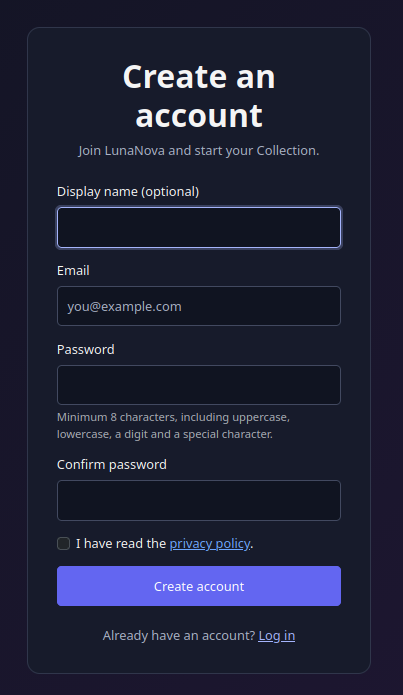 Create an
account
Join LunaNova and start your Collection.
Display name (optional)
Email
you@example.com
Password
Minimum 8 characters, including uppercase,
lowercase, a digit and a special character.
Confirm password
I have read the privacy policy.
Create account
Already have an account? Log in